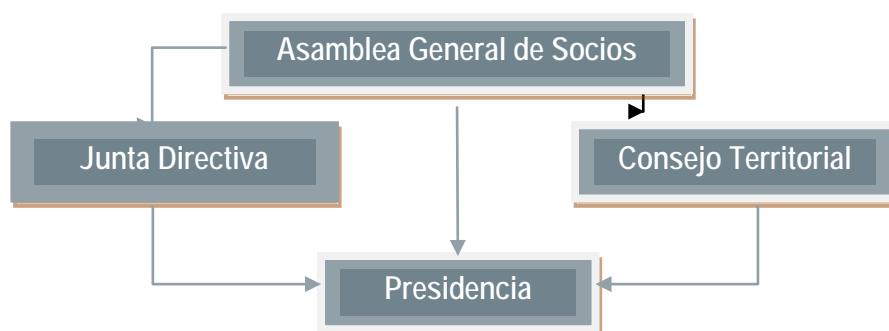 Asamblea General de Socios
Junta Directiva
Consejo Territorial
Presidencia